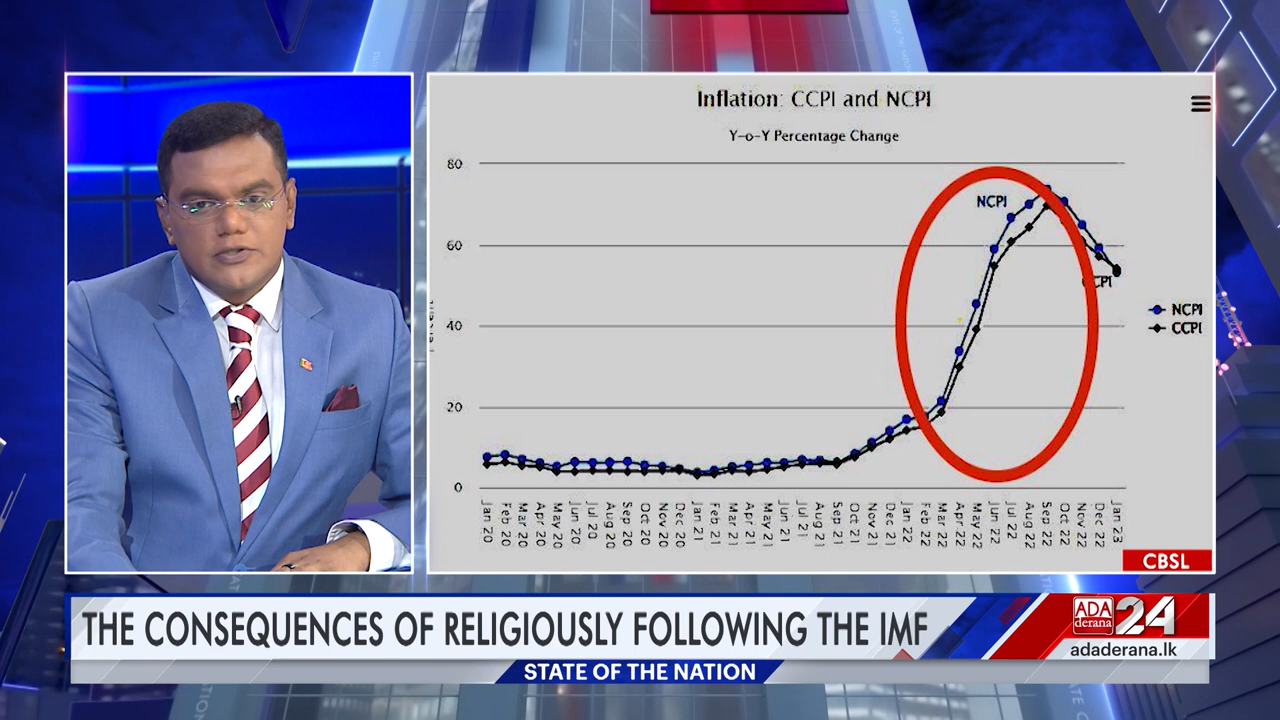 Inflation: CCPI and NCPI
Y-o-Y Percentage Change
80
60
40
20
0
Percent
NCPI
CCPI
NCPI
CCPI
Jan 20
Feb 20
Mar 20
Apr 20
May 20
Jun 20
Jul 20
Aug 20
Sep 20
Oct 20
Nov 20
Dec 20
Jan 21
Feb 21
Mar 21
Apr 21
May 21
Jun 21
Jul 21
Aug 21
Sep 21
Oct 21
Nov 21
Dec 21
Jan 22
Feb 22
Mar 22
Apr 22
May 22
Jun 22
Jul 22
Aug 22
Sep 22
Oct 22
Nov 22
Dec 22
Jan 23
CBSL
THE CONSEQUENCES OF RELIGIOUSLY FOLLOWING THE IMF
STATE OF THE NATION
ADA
derana
24
adaderana.lk